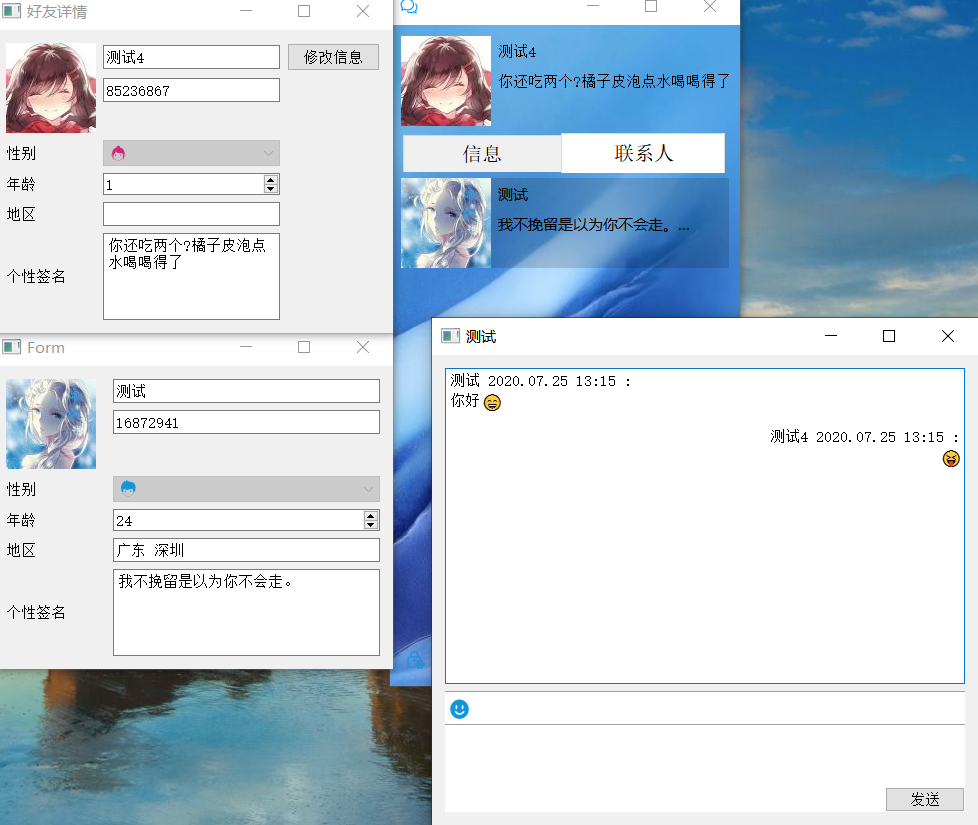 好友详情
测试4
修改信息
85236867
性别
年龄
1
地区
个性签名
你还吃两个?橘子皮泡点
水喝喝得了
Form
测试
16872941
性别
年龄
24
地区
广东 深圳
个性签名
我不挽留是以为你不会走。
测试4
你还吃两个?橘子皮泡点水喝喝得了
信息
联系人
测试
我不挽留是以为你不会走。...
测试
测试 2020.07.25 13:15 :
你好
测试4 2020.07.25 13:15 :
发送